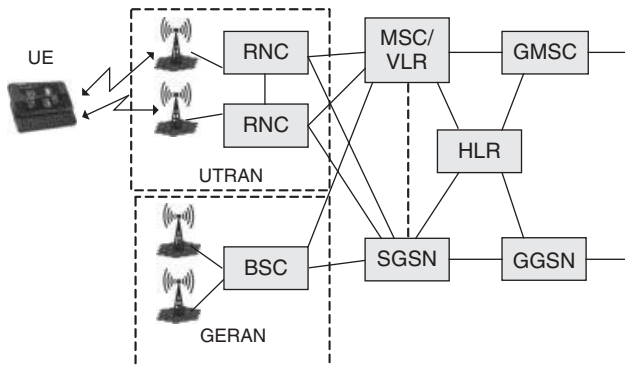 UE
RNC
MSC/
VLR
GMSC
RNC
HLR
UTRAN
BSC
SGSN
GGSN
GERAN